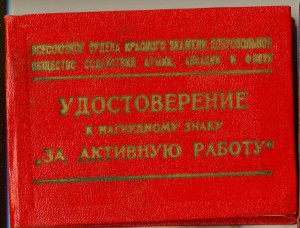 ВСЕСОЮЗНОЕ ОРДЕНА КРАСНОГО ЗНАМЕНИ ДОБРОВОЛЬНОЕ
ОБЩЕСТВО СОДЕЙСТВИЯ АРМИИ, АВИАЦИИ И ФЛОТУ
УДОСТОВЕРЕНИЕ
К НАГРУДНОМУ ЗНАКУ
„ЗА АКТИВНУЮ РАБОТУ“